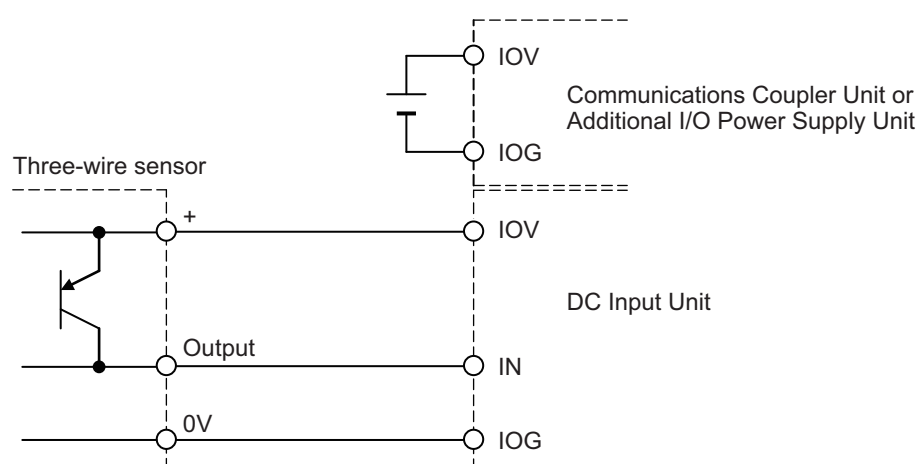 IOV
Communications Coupler Unit or
Additional I/O Power Supply Unit
IOG
Three-wire sensor
+
IOV
DC Input Unit
Output
IN
0V
IOG